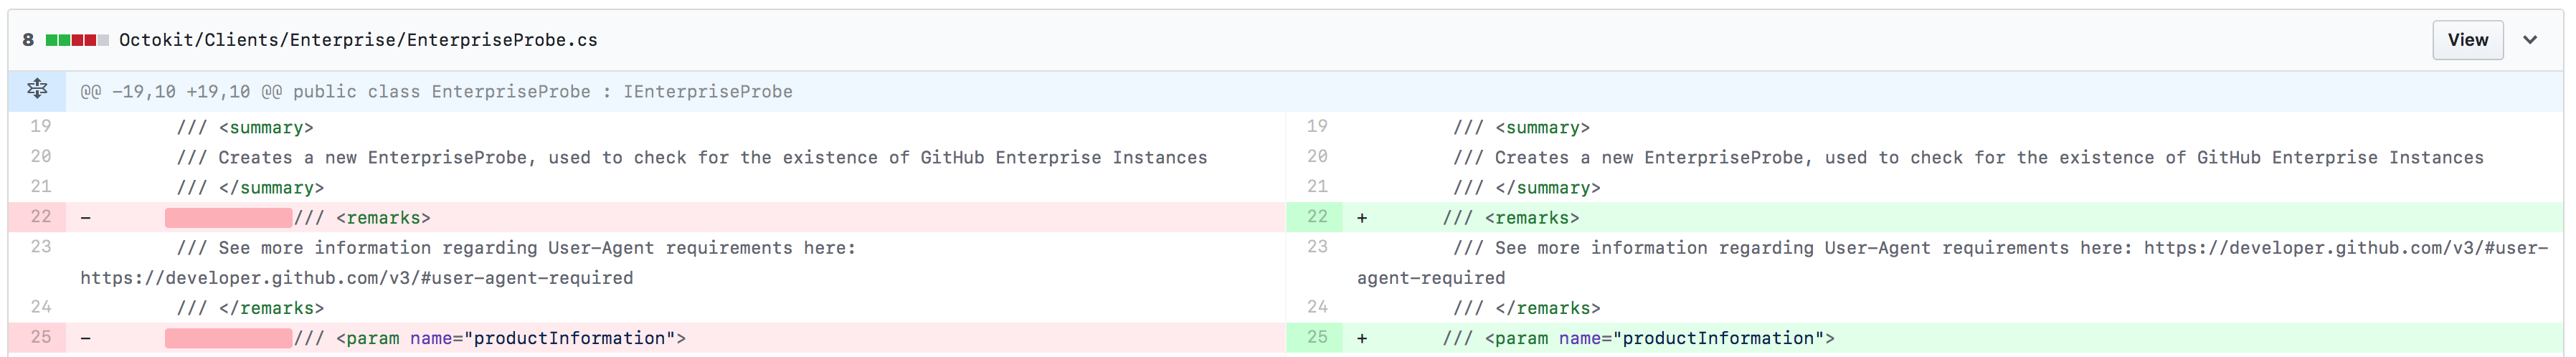 8 Octokit/Clients/Enterprise/EnterpriseProbe.cs View
@@ -19,10 +19,10 @@ public class EnterpriseProbe : IEnterpriseProbe
19 /// <summary> 19 /// <summary>
20 /// Creates a new EnterpriseProbe, used to check for the existence of GitHub Enterprise Instances 20 /// Creates a new EnterpriseProbe, used to check for the existence of GitHub Enterprise Instances
21 /// </summary> 21 /// </summary>
22 - /// <remarks> 22 + /// <remarks>
23 /// See more information regarding User-Agent requirements here: 23 /// See more information regarding User-Agent requirements here: https://developer.github.com/v3/#user-
https://developer.github.com/v3/#user-agent-required agent-required
24 /// </remarks> 24 /// </remarks>
25 - /// <param name="productInformation"> 25 + /// <param name="productInformation">